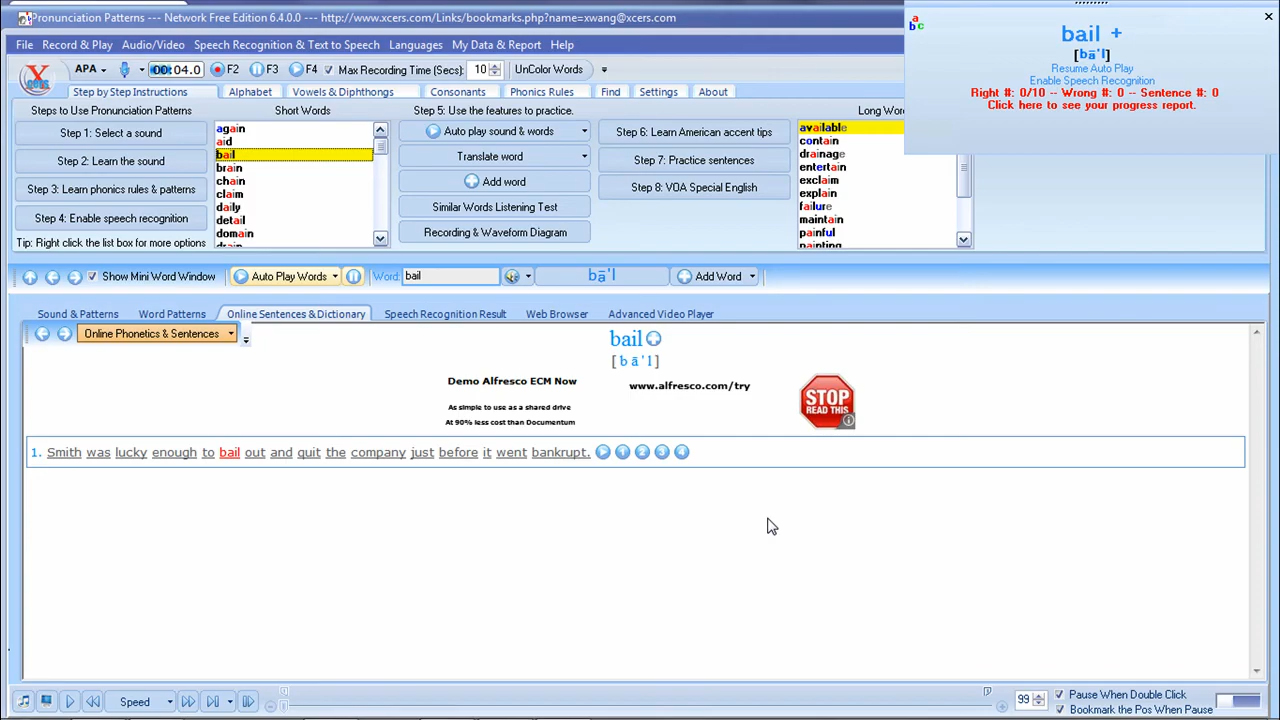 Pronunciation Patterns -- Network Free Edition 6.4.0.0 -- http://www.xcers.com/Links/bookmarks.php?name=xwang@xcers.com
File Record & Play Audio/Video Speech Recognition & Text to Speech Languages My Data & Report Help
X
XCERS
APA 00:04.0 F2 F3 F4 Max Recording Time (Secs): 10 UnColor Words
Step by Step Instructions Alphabet Vowels & Diphthongs Consonants Phonics Rules Find Settings About
Steps to Use Pronunciation Patterns
Step 1: Select a sound
Step 2: Learn the sound
Step 3: Learn phonics rules & patterns
Step 4: Enable speech recognition
Tip: Right click the list box for more options
Short Words
again
aid
bail
brain
chain
claim
daily
detail
domain
drain
Step 5: Use the features to practice.
Auto play sound & words
Translate word
Add word
Similar Words Listening Test
Recording & Waveform Diagram
Step 6: Learn American accent tips
Step 7: Practice sentences
Step 8: VOA Special English
Long Wor
available
contain
drainage
entertain
exclaim
explain
failure
maintain
painful
painting
a
bc
bail +
[bā'l]
Resume Auto Play
Enable Speech Recognition
Right #: 0/10 -- Wrong #: 0 -- Sentence #: 0
Click here to see your progress report.
Show Mini Word Window Auto Play Words Word: bail bā'l Add Word
Sound & Patterns Word Patterns Online Sentences & Dictionary Speech Recognition Result Web Browser Advanced Video Player
Online Phonetics & Sentences
bail
[ bā'l ]
Demo Alfresco ECM Now
As simple to use as a shared drive
At 90% less cost than Documentum
www.alfresco.com/try
STOP
READ THIS
1. Smith was lucky enough to bail out and quit the company just before it went bankrupt. 1 2 3 4
Speed 99 Pause When Double Click
Bookmark the Pos When Pause